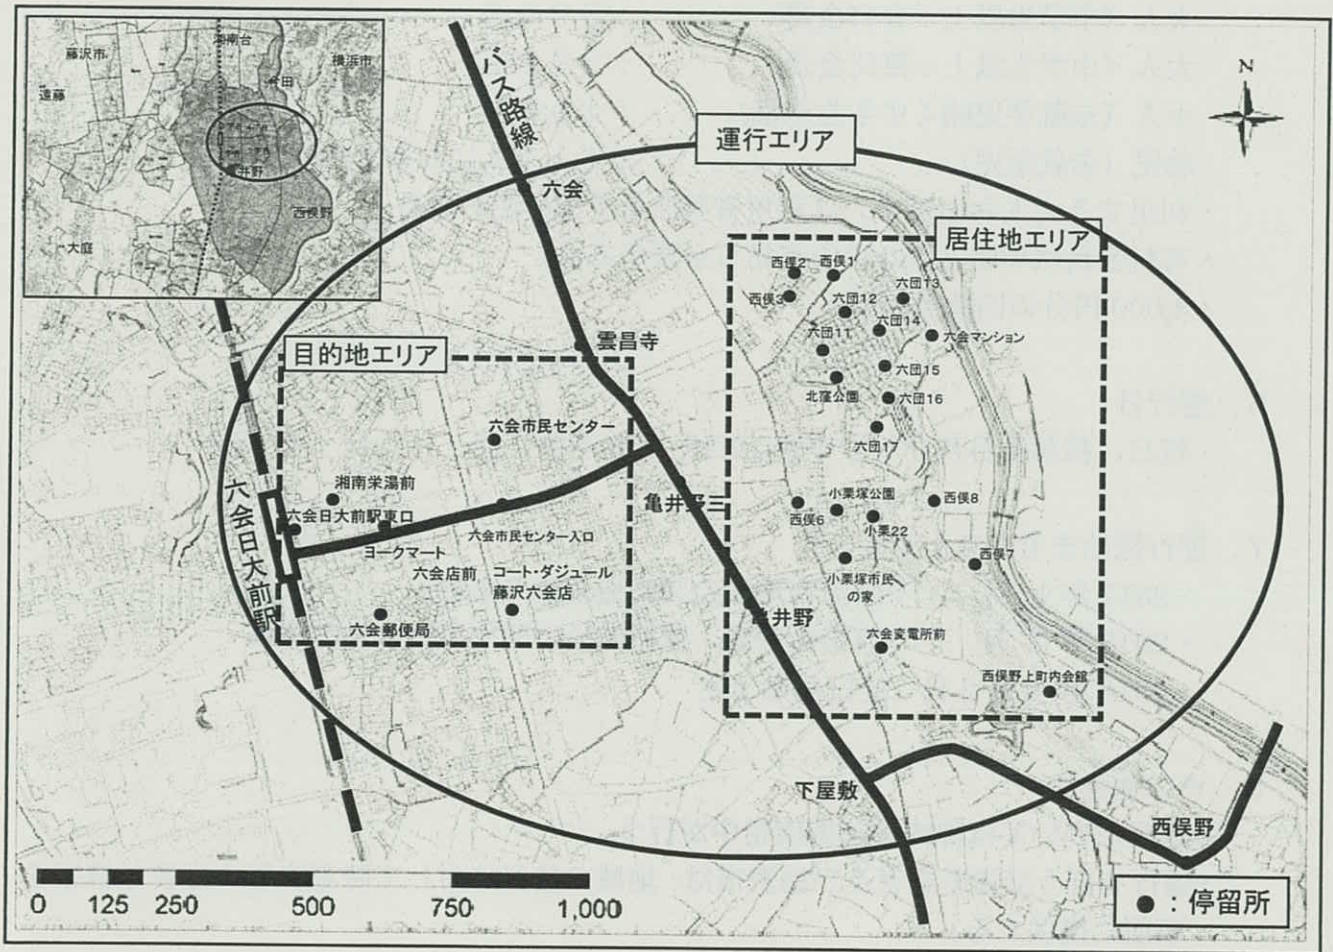 藤沢市
湘南台
横浜市
今田
遠藤
亀井野
西俣野
大庭
バス路線
運行エリア
N
六会
居住地エリア
西俣2
西俣1
西俣3
六団12
六団13
六団14
六団11
六会マンション
六団15
北窪公園
六団16
六団17
雲昌寺
目的地エリア
六会市民センター
湘南栄湯前
六会日大前駅東口
ヨークマート
六会店前
六会市民センター入口
コート・ダジュール
藤沢六会店
六会郵便局
六会日大前駅
亀井野三
亀井野
西俣6
小栗塚公園
小栗22
西俣8
西俣7
小栗塚市民
の家
六会変電所前
西俣野上町内会館
下屋敷
西俣野
0 125 250 500 750 1,000
●：停留所